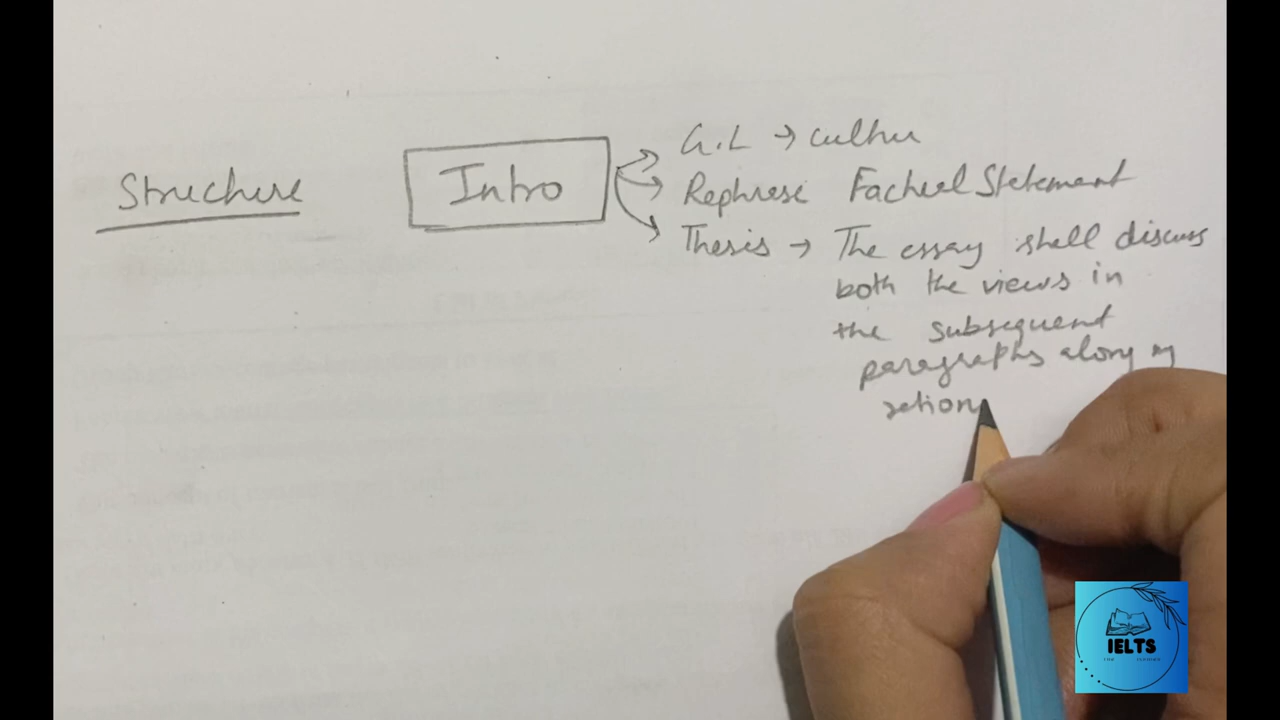 Structure
Intro
G.L → culture
Rephrase Factual Statement
Thesis → The essay shall discuss
both the views in
the subsequent
paragraphs along
IELTS